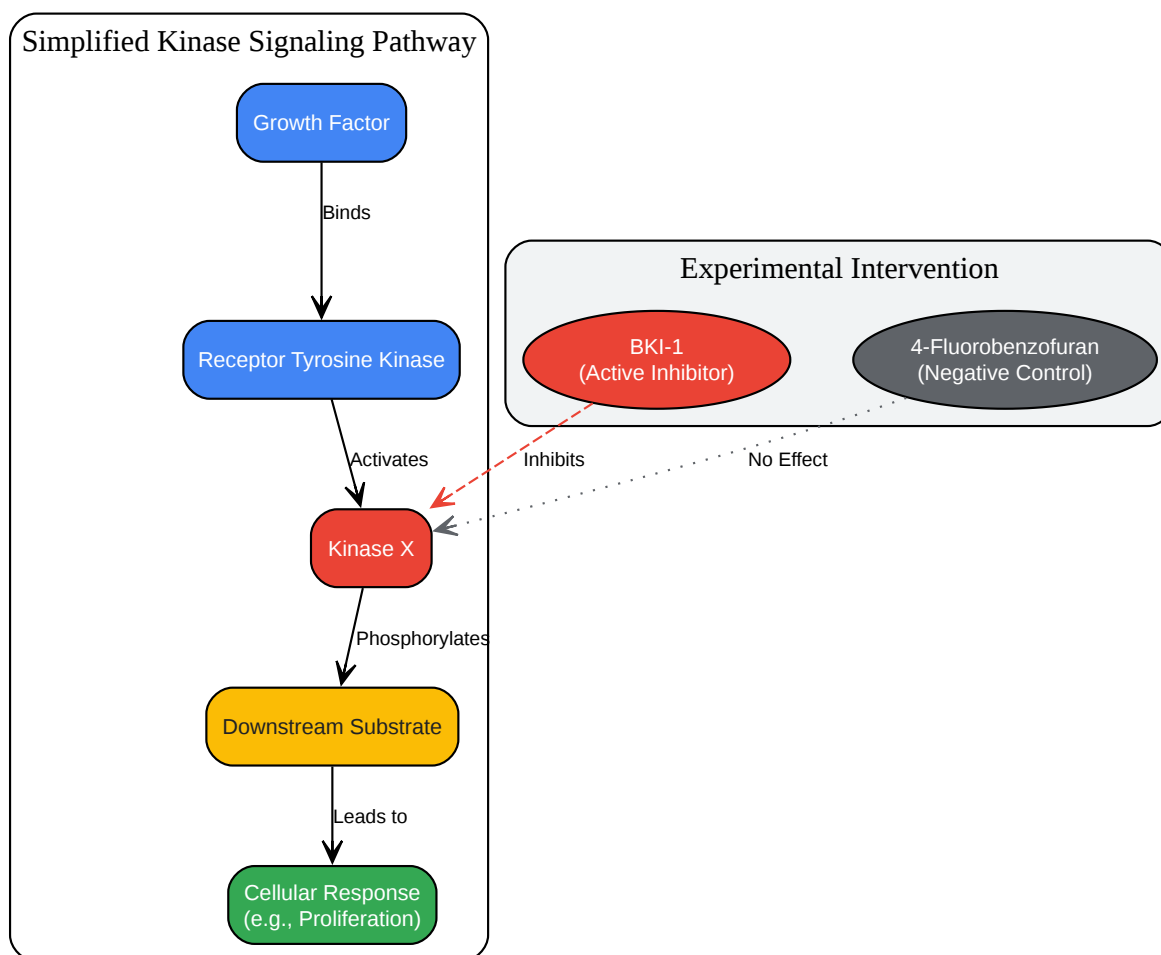 Simplified Kinase Signaling Pathway
Growth Factor
Binds
Receptor Tyrosine Kinase
Activates
Kinase X
Phosphorylates
Downstream Substrate
Leads to
Cellular Response
(e.g., Proliferation)
Experimental Intervention
BKI-1
(Active Inhibitor)
4-Fluorobenzofuran
(Negative Control)
Inhibits
No Effect